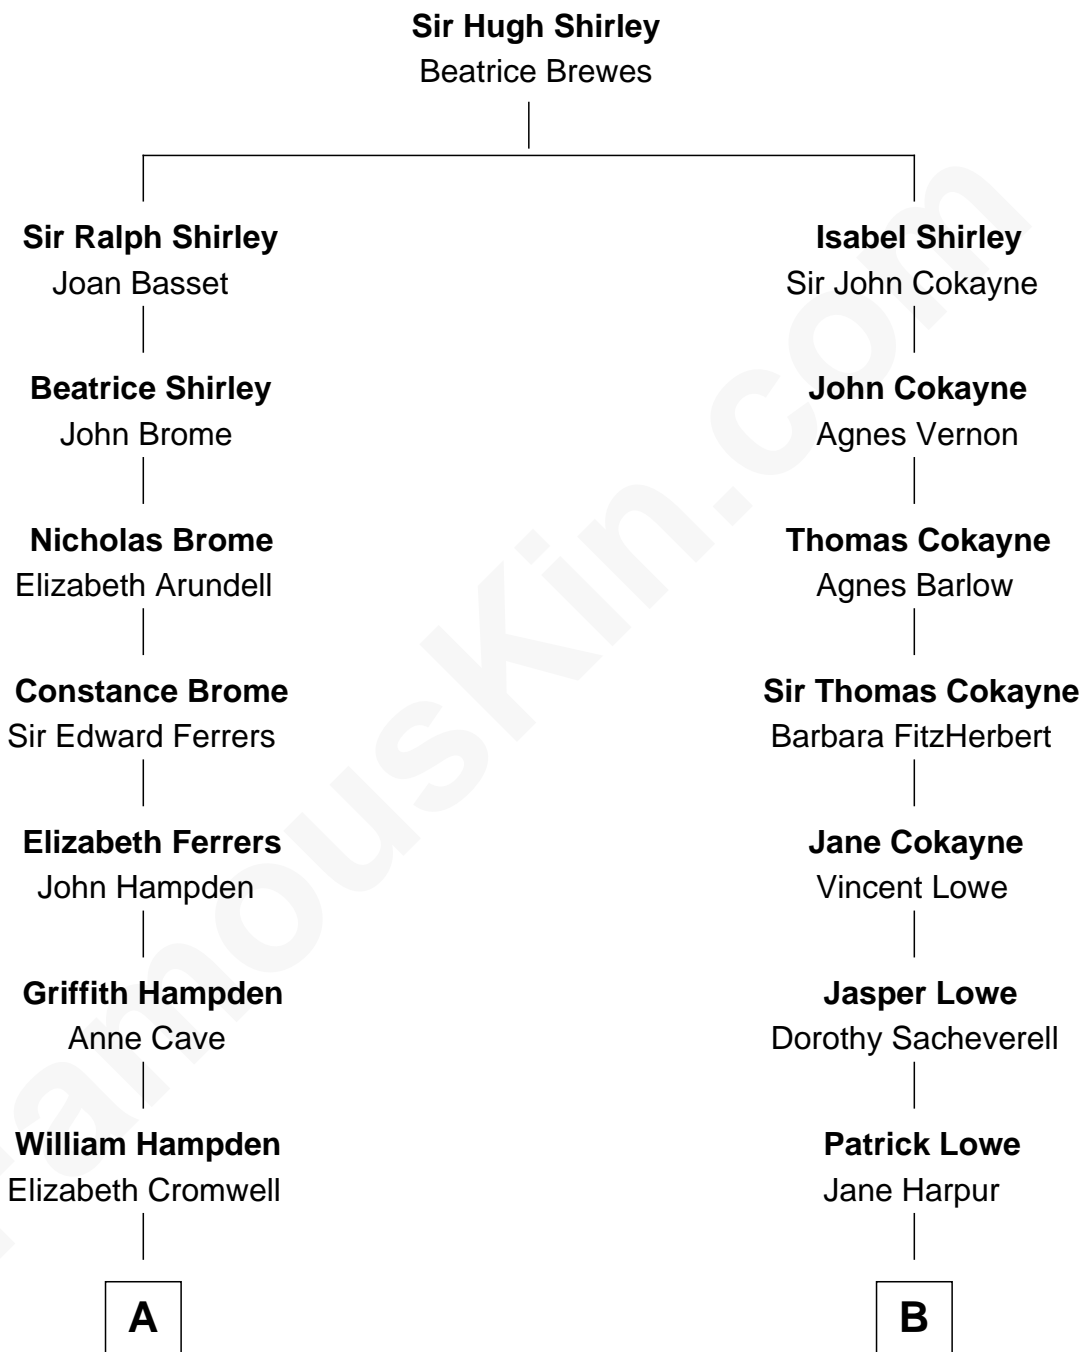 Sir Hugh Shirley
Beatrice Brewes
Sir Ralph Shirley
Joan Basset
Isabel Shirley
Sir John Cokayne
Beatrice Shirley
John Brome
John Cokayne
Agnes Vernon
Nicholas Brome
Elizabeth Arundell
Thomas Cokayne
Agnes Barlow
Constance Brome
Sir Edward Ferrers
Sir Thomas Cokayne
Barbara FitzHerbert
Elizabeth Ferrers
John Hampden
Jane Cokayne
Vincent Lowe
Griffith Hampden
Anne Cave
Jasper Lowe
Dorothy Sacheverell
William Hampden
Elizabeth Cromwell
Patrick Lowe
Jane Harpur
A
B
FamousKin.com